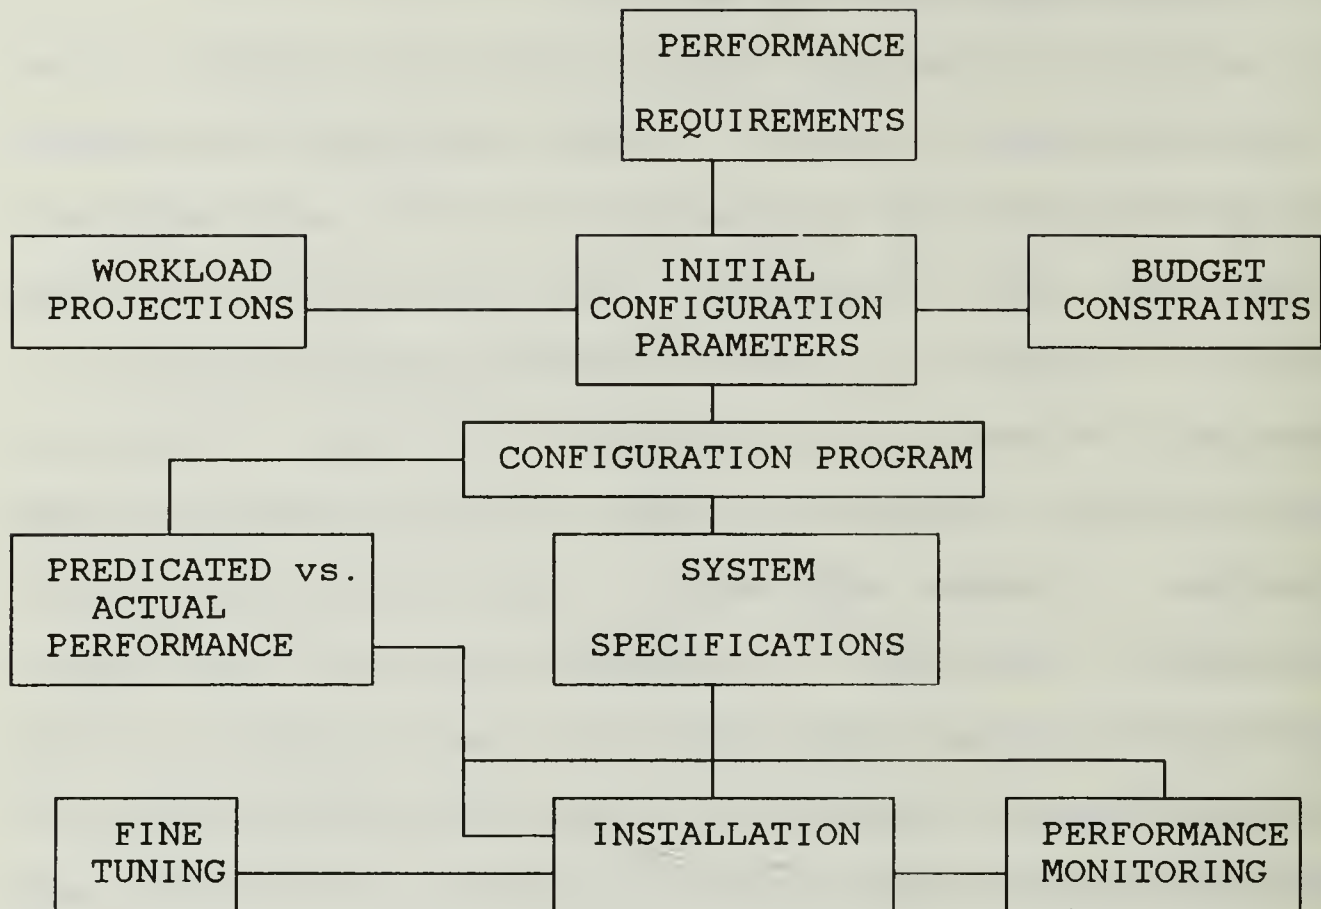 PERFORMANCE
REQUIREMENTS
WORKLOAD
PROJECTIONS
INITIAL
CONFIGURATION
PARAMETERS
BUDGET
CONSTRAINTS
CONFIGURATION PROGRAM
PREDICATED vs.
ACTUAL
PERFORMANCE
SYSTEM
SPECIFICATIONS
FINE
TUNING
INSTALLATION
PERFORMANCE
MONITORING